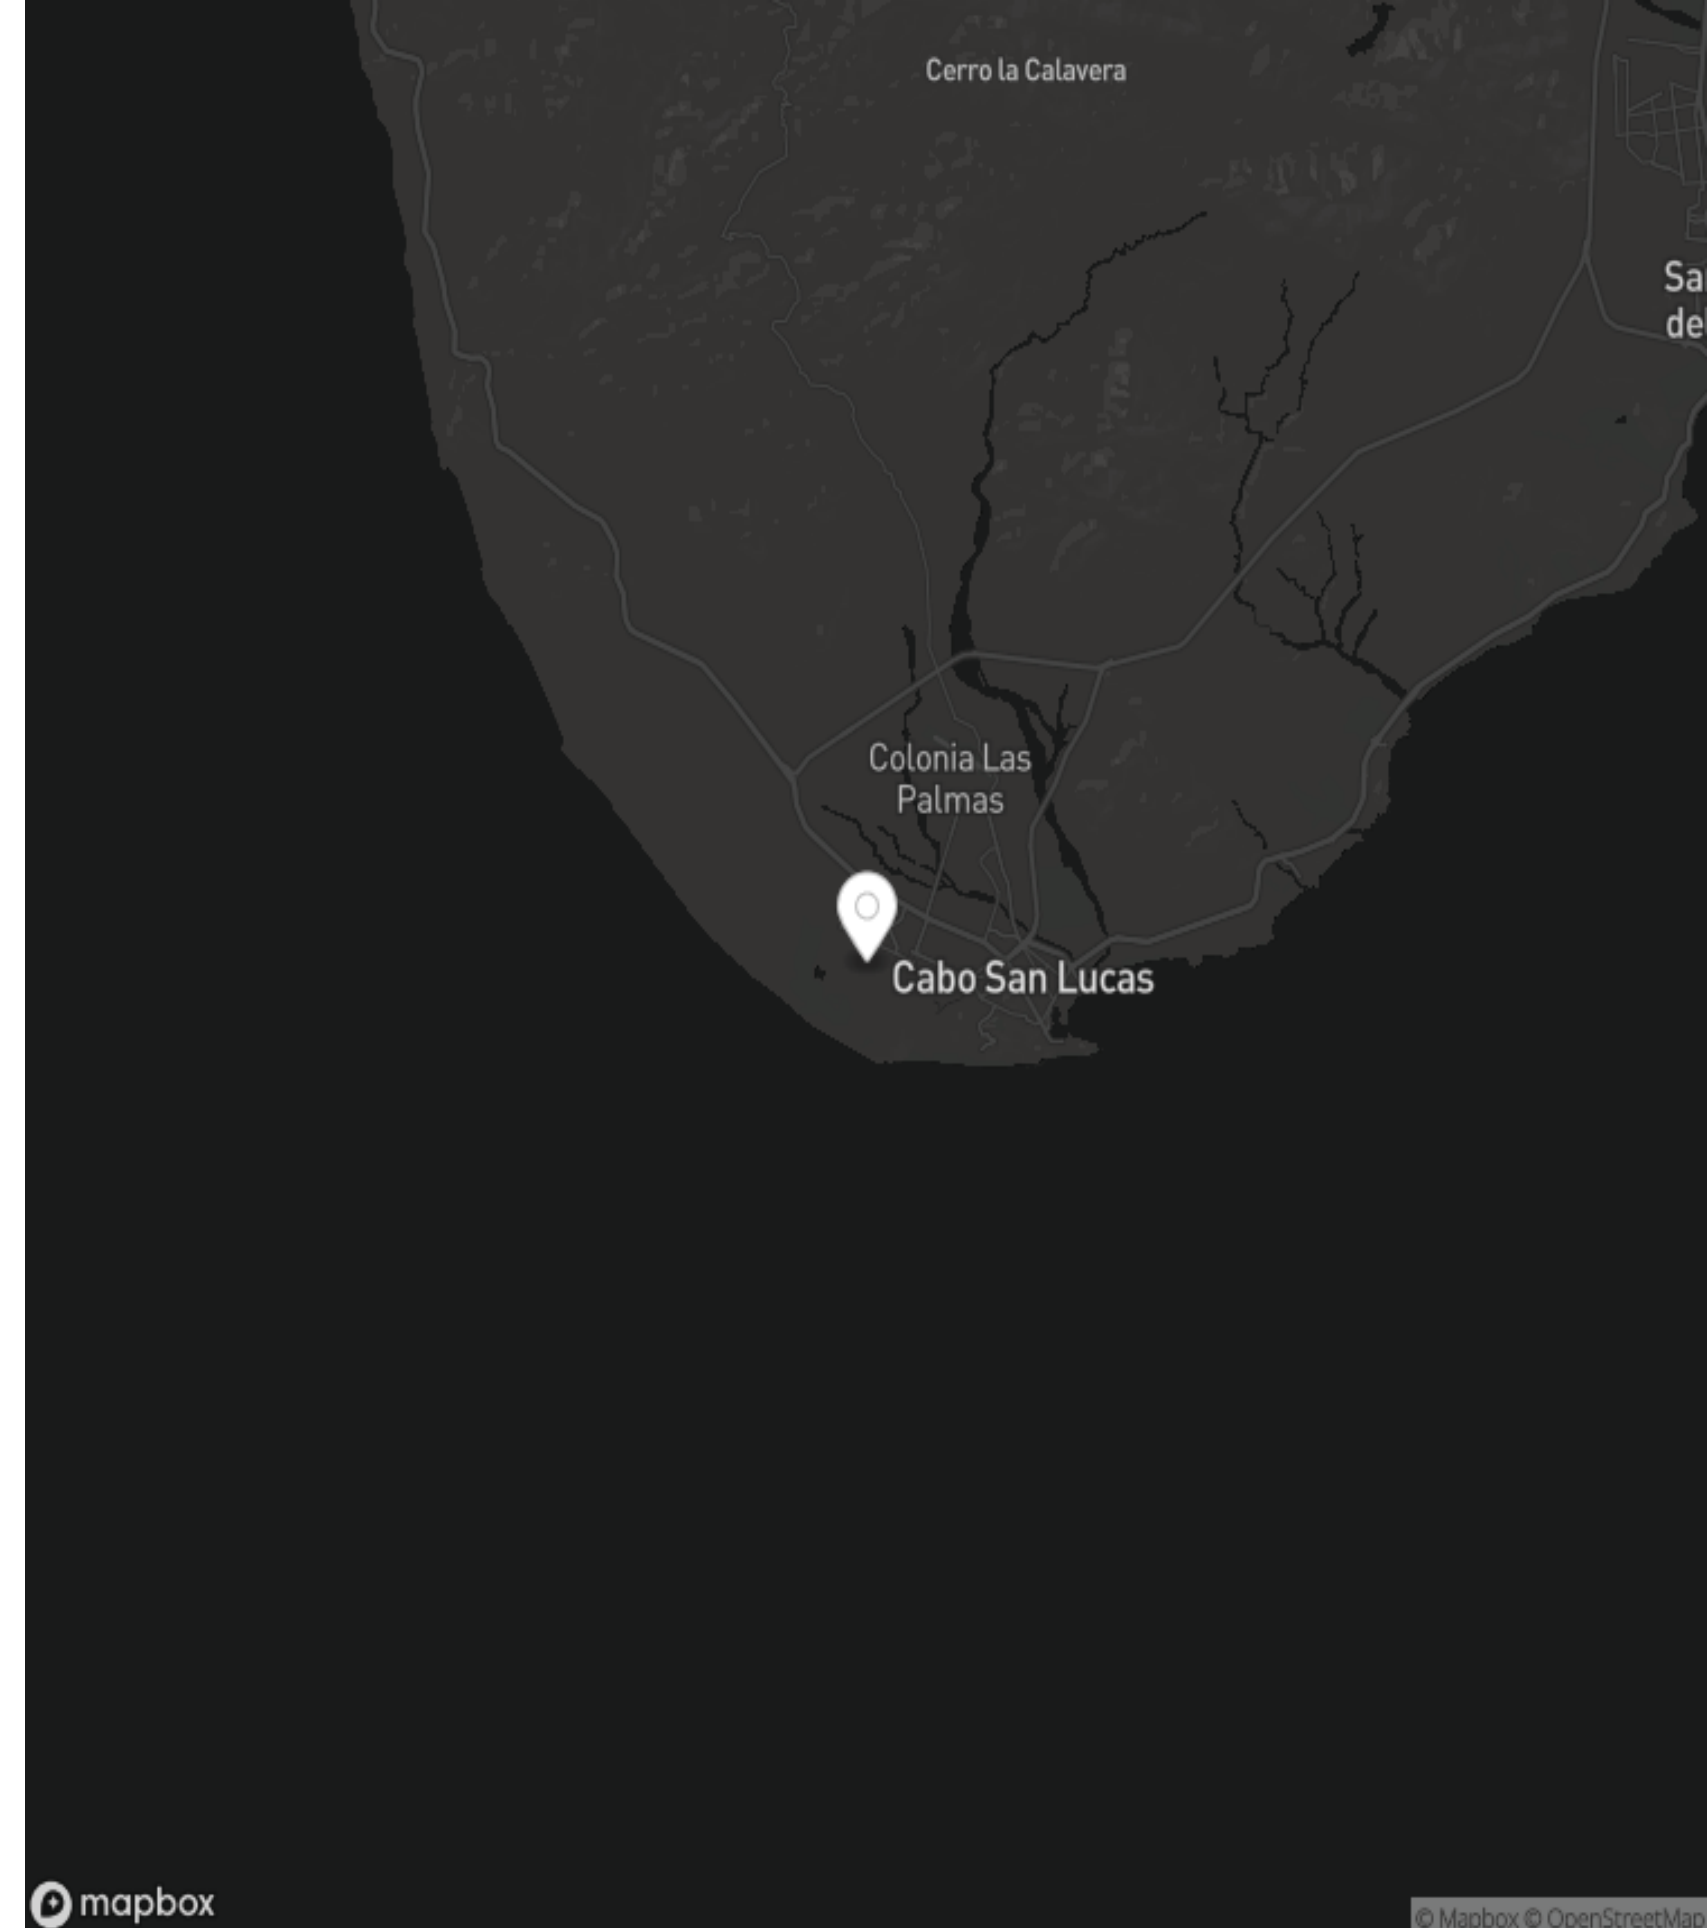 Cerro la Calavera
Sa
de
Colonia Las
Palmas
Cabo San Lucas
mapbox
© Mapbox © OpenStreetMap